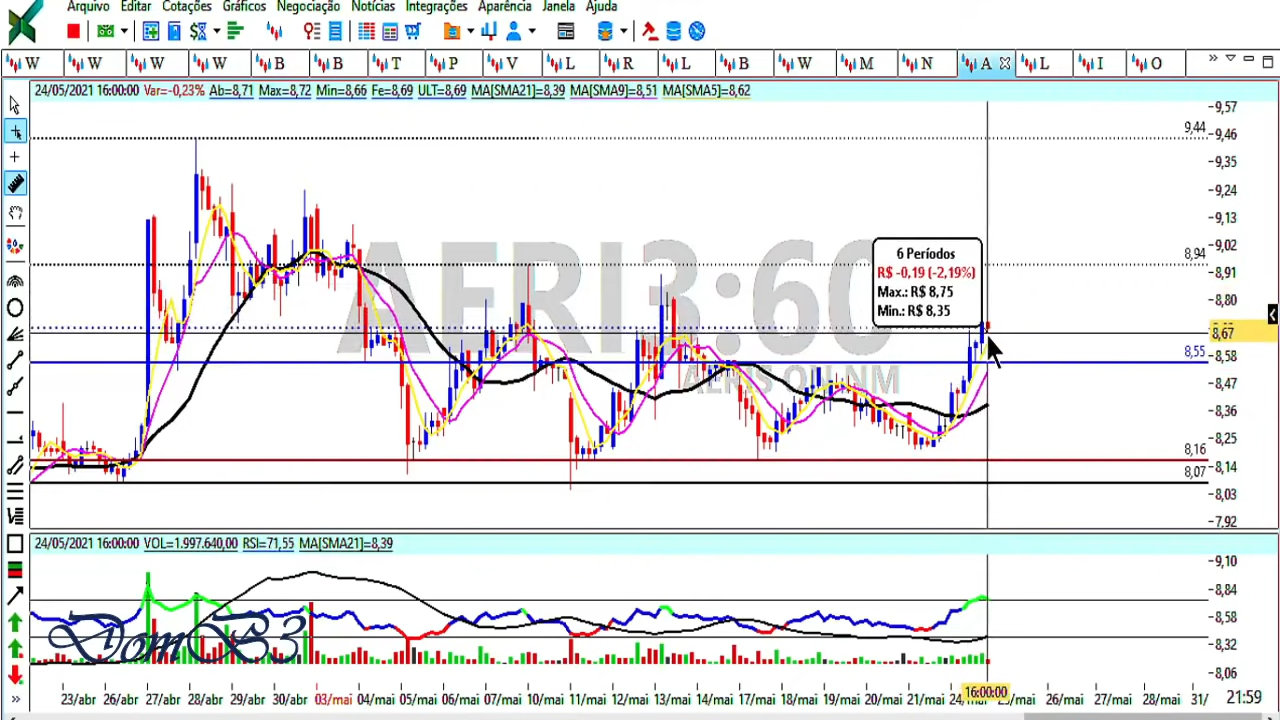 Arquivo Editar Cotações Gráficos Negociação Notícias Integrações Aparência Janela Ajuda
W W W W B B T P V L R L B W M N A L I O
24/05/2021 16:00:00 Var=-0,23% Ab=8,71 Max=8,72 Min=8,66 Fe=8,69 ULT=8,69 MA[SMA21]=8,39 MA[SMA9]=8,51 MA[SMA5]=8,62
9,57
9,44 9,46
9,35
9,24
9,13
9,02
8,94 8,91
8,80
8,67
8,55 8,58
8,47
8,36
8,25
8,16 8,14
8,07 8,03
7,92
AERI3:60
6 Períodos
R$ -0,19 (-2,19%)
Max.: R$ 8,75
Min.: R$ 8,35
24/05/2021 16:00:00 VOL=1.997.640,00 RSI=71,55 MA[SMA21]=8,39
9,10
8,84
8,58
8,32
8,06
DomB3
23/abr 26/abr 27/abr 28/abr 29/abr 30/abr 03/mai 04/mai 05/mai 06/mai 07/mai 10/mai 11/mai 12/mai 13/mai 14/mai 17/mai 18/mai 19/mai 20/mai 21/mai 16:00:00 26/mai 27/mai 28/mai 31/ 21:59